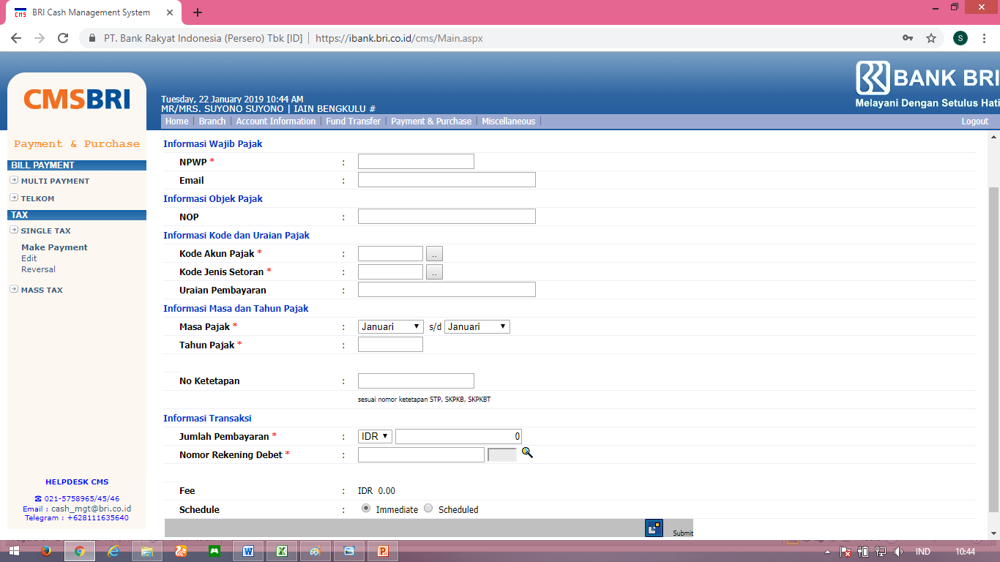 CMS BRI Cash Management System
PT. Bank Rakyat Indonesia (Persero) Tbk [ID] https://ibank.bri.co.id/cms/Main.aspx S
CMSBRI
Tuesday, 22 January 2019 10:44 AM
MR/MRS. SUYONO SUYONO | IAIN BENGKULU #
BANK BRI
Melayani Dengan Setulus Hati
Home Branch Account Information Fund Transfer Payment & Purchase Miscellaneous Logout
Payment & Purchase
BILL PAYMENT
MULTI PAYMENT
TELKOM
TAX
SINGLE TAX
Make Payment
Edit
Reversal
MASS TAX
HELPDESK CMS
☎ 021-5758965/45/46
Email : cash_mgt@bri.co.id
Telegram : +628111635640
Informasi Wajib Pajak
NPWP * :
Email :
Informasi Objek Pajak
NOP :
Informasi Kode dan Uraian Pajak
Kode Akun Pajak * : ..
Kode Jenis Setoran * : ..
Uraian Pembayaran :
Informasi Masa dan Tahun Pajak
Masa Pajak * : Januari s/d Januari
Tahun Pajak * :
No Ketetapan :
sesuai nomor ketetapan STP, SKPKB, SKPKBT
Informasi Transaksi
Jumlah Pembayaran * : IDR 0
Nomor Rekening Debet * :
Fee : IDR 0.00
Schedule : Immediate Scheduled
Submit
IND 10:44